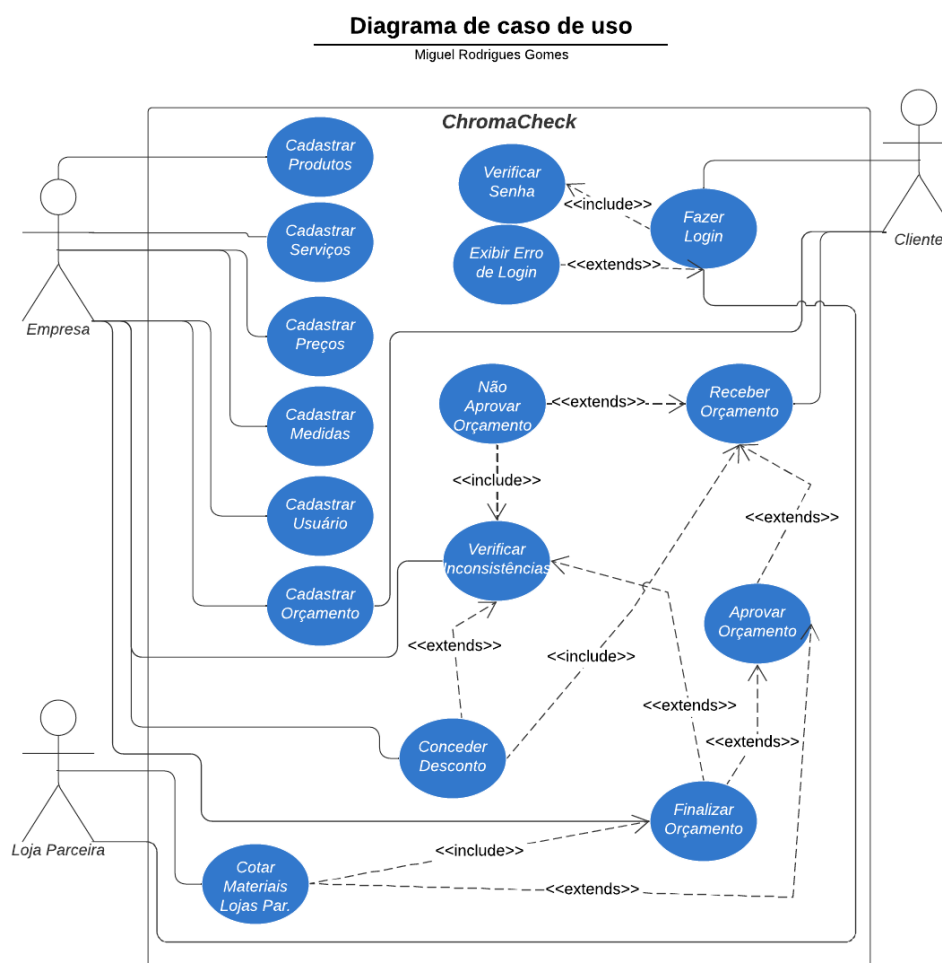 Diagrama de caso de uso
Miguel Rodrigues Gomes
ChromaCheck
Cadastrar
Produtos
Verificar
Senha
<<include>>
Fazer
Login
Cliente
Cadastrar
Serviços
Exibir Erro
de Login
<<extends>>
Empresa
Cadastrar
Preços
Não
Aprovar
Orçamento
<<extends>>
Receber
Orçamento
Cadastrar
Medidas
<<include>>
Cadastrar
Usuário
<<extends>>
Verificar
Inconsistências
Cadastrar
Orçamento
Aprovar
Orçamento
<<extends>>
<<include>>
<<extends>>
<<extends>>
Conceder
Desconto
Finalizar
Orçamento
Loja Parceira
<<include>>
Cotar
Materiais
Lojas Par.
<<extends>>